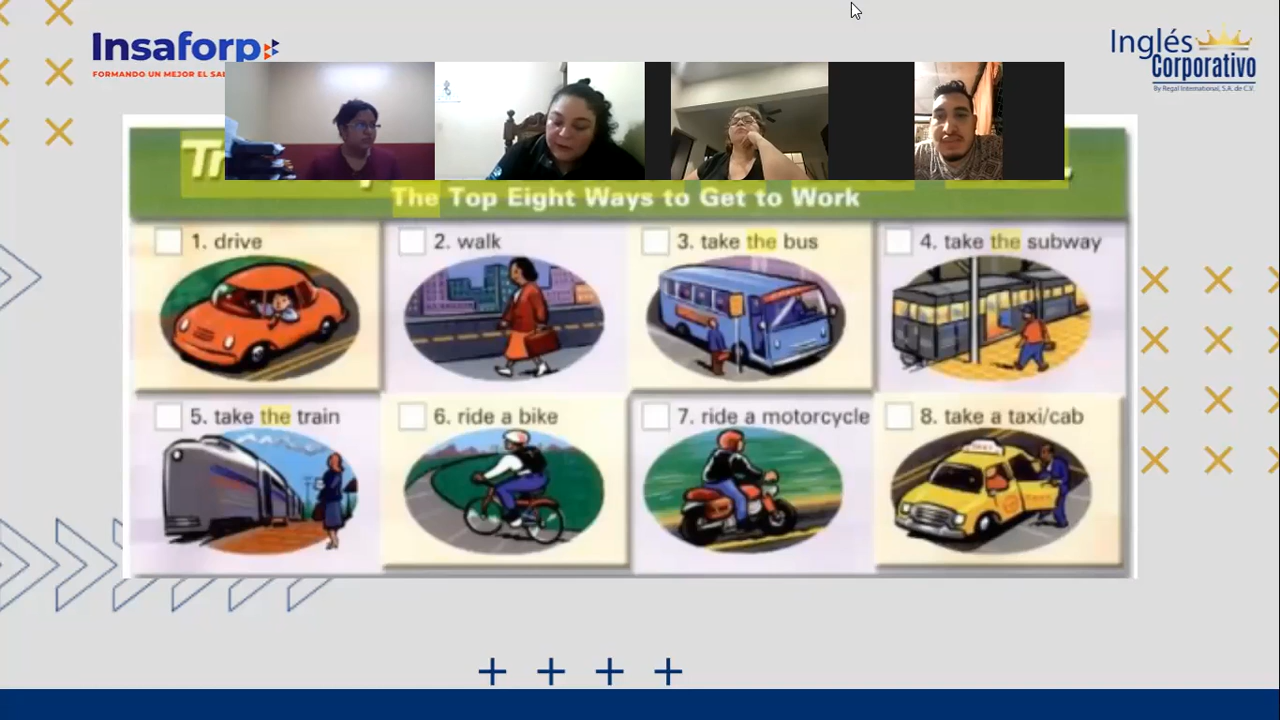 Insaforp
FORMANDO UN MEJOR EL
Inglés
Corporativo
By Regal International, S.A. de C.V.
The Top Eight Ways to Get to Work
1. drive
2. walk
3. take the bus
4. take the subway
5. take the train
6. ride a bike
7. ride a motorcycle
8. take a taxi/cab